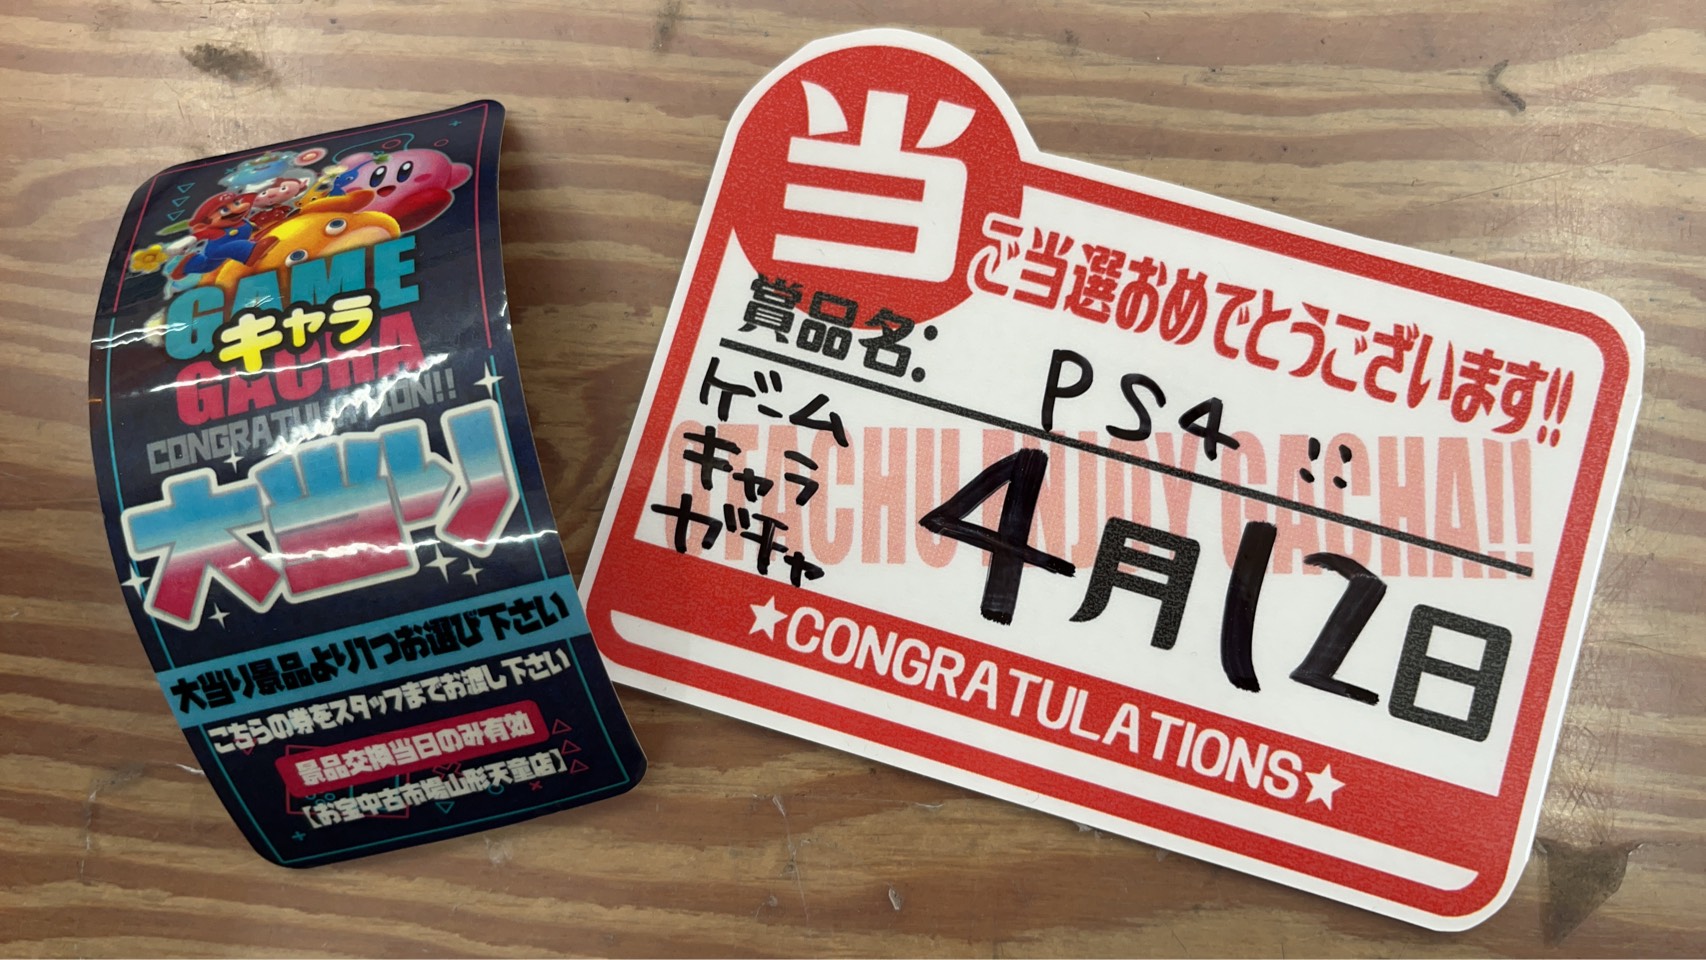 GAME
キャラ
GACHA
CONGRATULATION!!
大当り
大当り景品より1つお選び下さい
こちらの券をスタッフまでお渡し下さい
景品交換当日のみ有効
【お宝中古市場山形天童店】
当
ご当選おめでとうございます!!
賞品名:
PS4!!
ゲーム
キャラ
ガチャ
OTACHU ENJOY GACHA!!
4月12日
★CONGRATULATIONS★